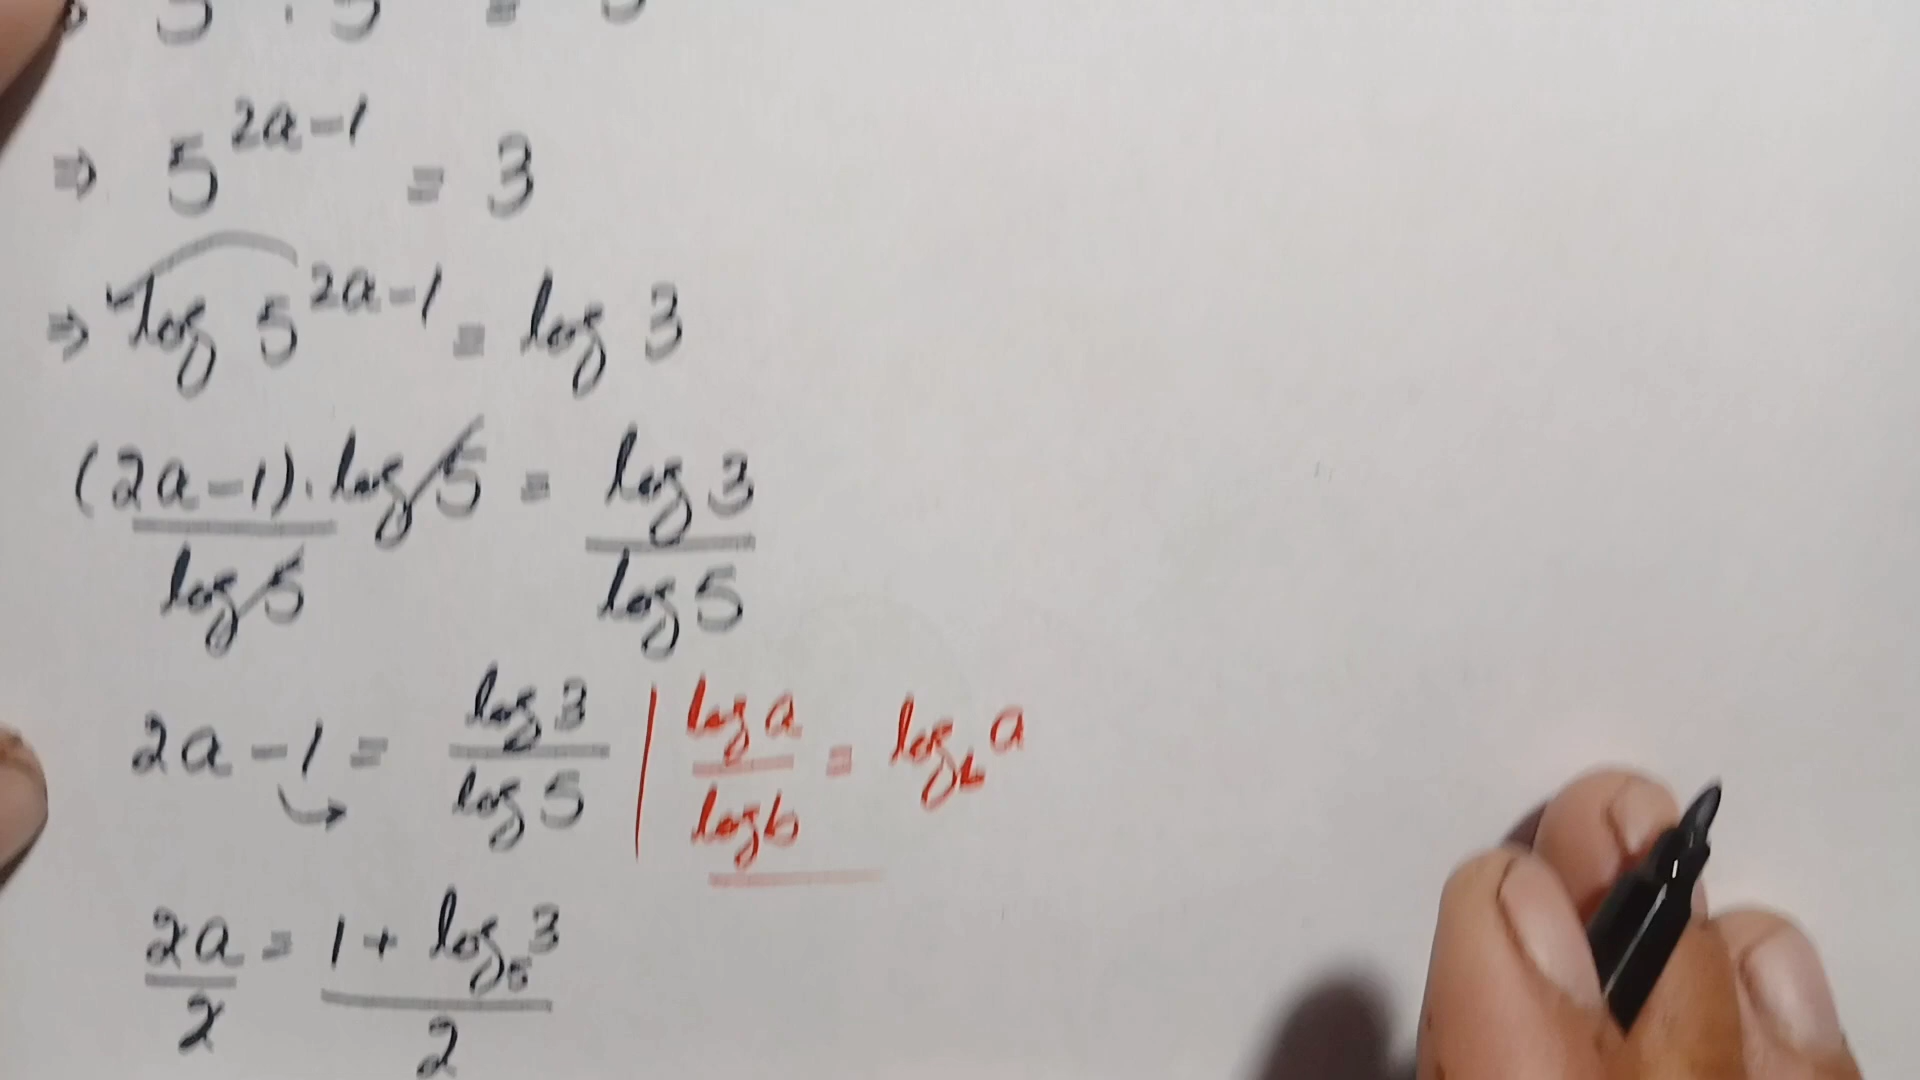 ⇒ 5^(2a-1) = 3
⇒ log 5^(2a-1) = log 3
(2a-1).log 5 / log 5 = log 3 / log 5
2a - 1 = log 3 / log 5 | log a / log b = log_b a
2a / 2 = (1 + log_5 3) / 2